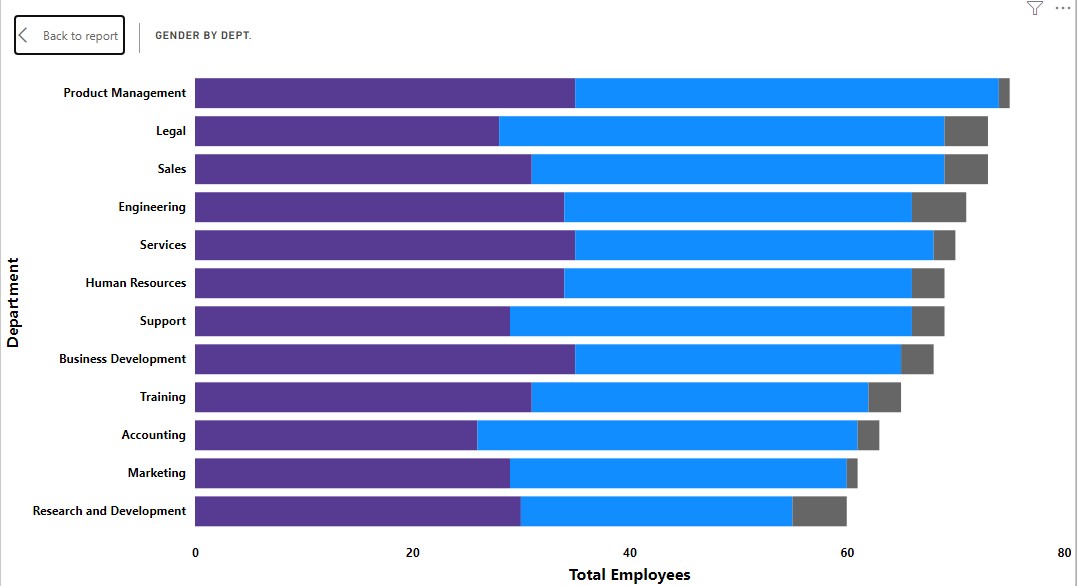 Back to report
GENDER BY DEPT.
Department
Product Management
Legal
Sales
Engineering
Services
Human Resources
Support
Business Development
Training
Accounting
Marketing
Research and Development
0 20 40 60 80
Total Employees